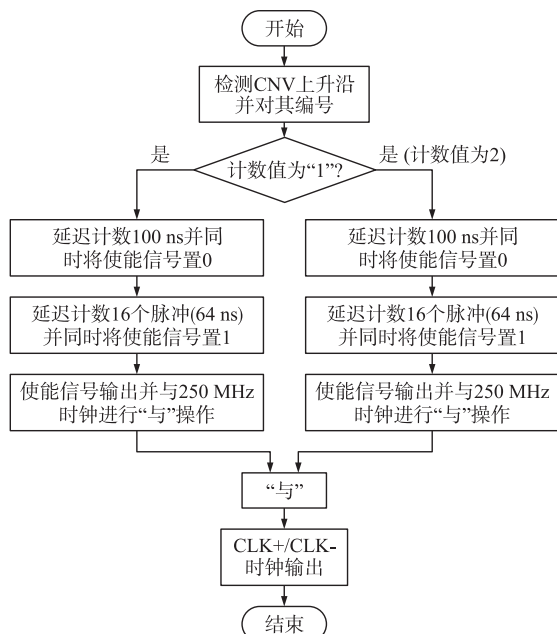 开始
检测CNV上升沿
并对其编号
是
是 (计数值为2)
计数值为“1”?
延迟计数100 ns并同
时将使能信号置0
延迟计数100 ns并同
时将使能信号置0
延迟计数16个脉冲(64 ns)
并同时将使能信号置1
延迟计数16个脉冲(64 ns)
并同时将使能信号置1
使能信号输出并与250 MHz
时钟进行“与”操作
使能信号输出并与250 MHz
时钟进行“与”操作
“与”
CLK+/CLK-
时钟输出
结束